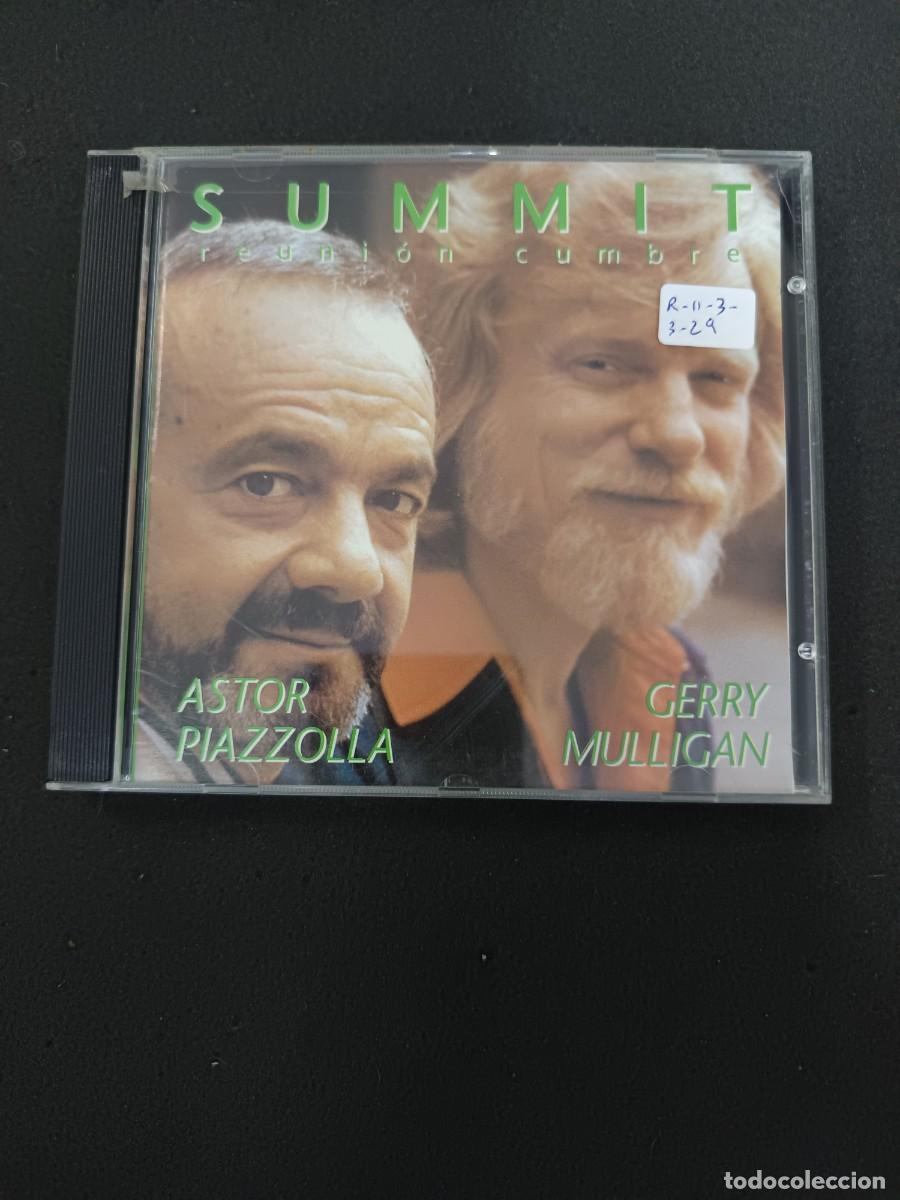 SUMMIT
reunión cumbre
R-11-3-
3-29
ASTOR
PIAZZOLLA
GERRY
MULLIGAN
todocoleccion